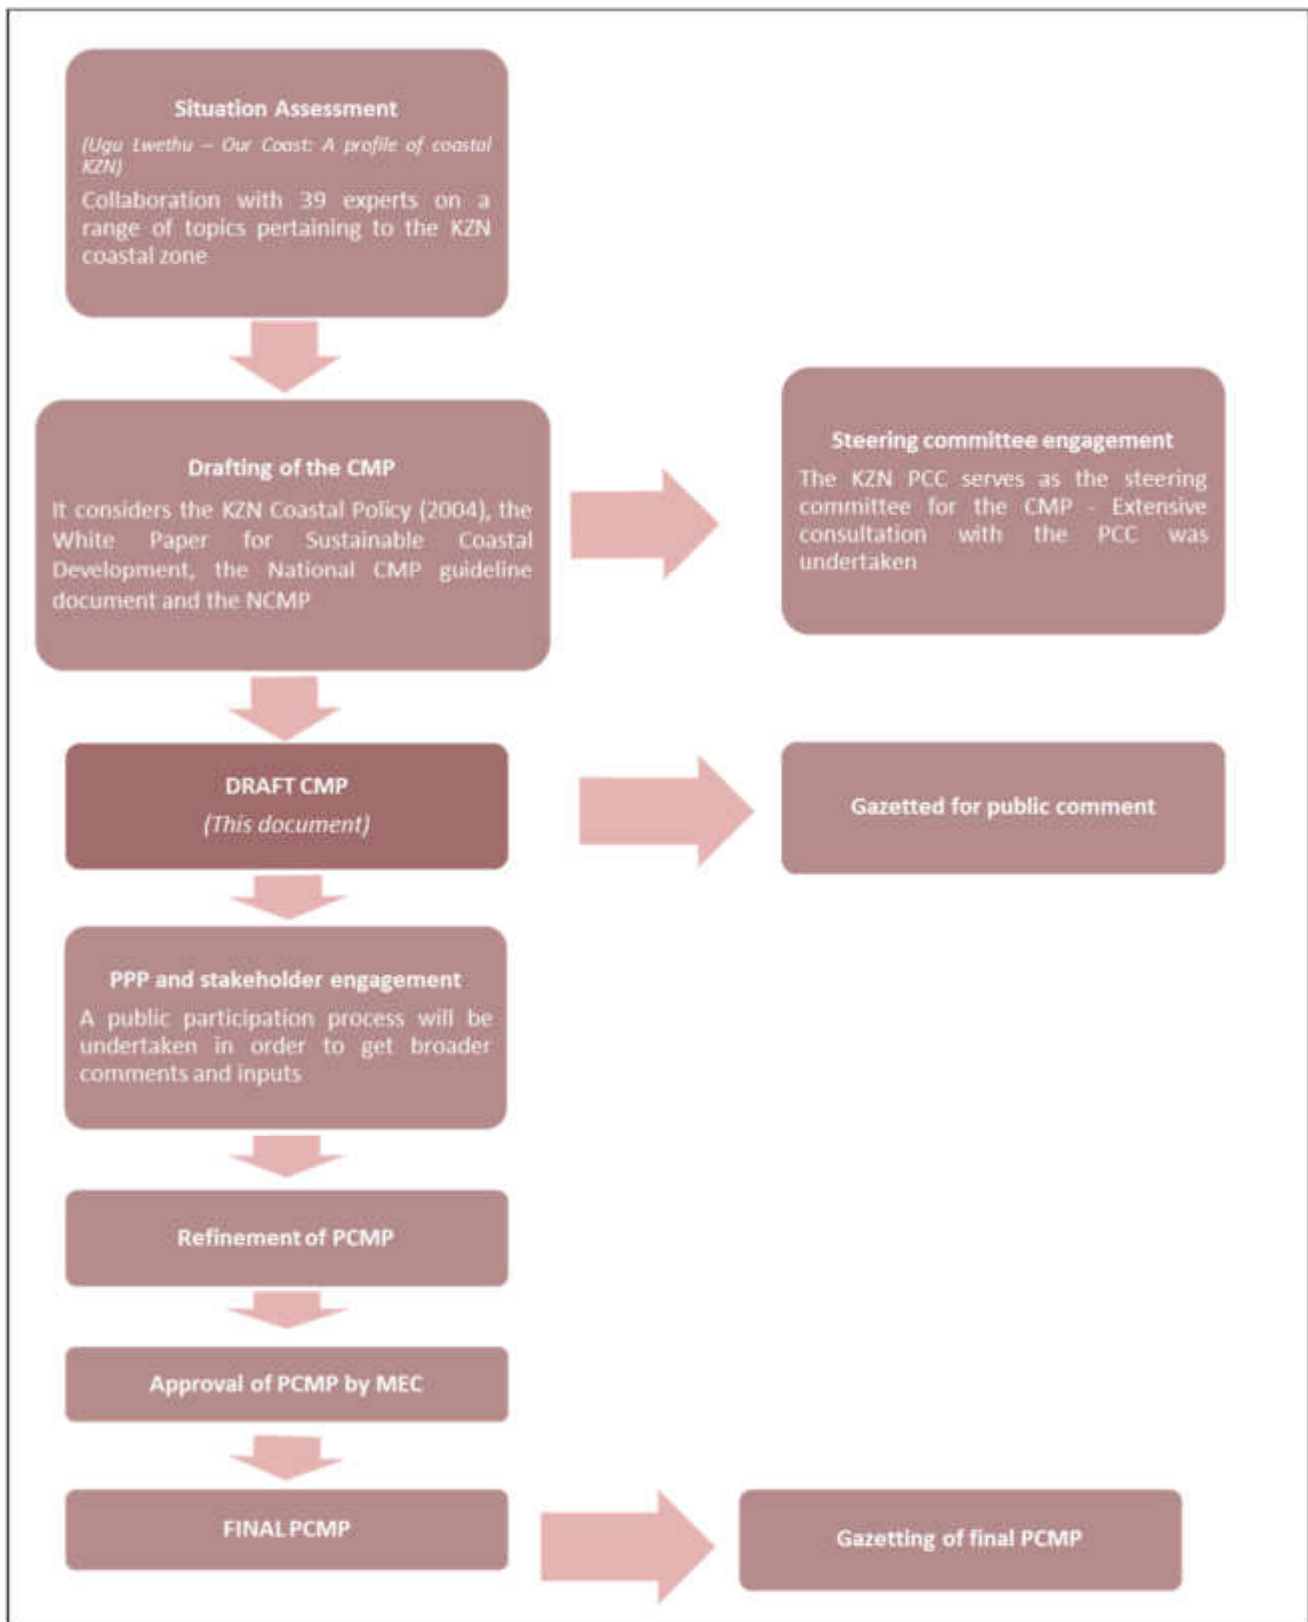 Situation Assessment
(Ugu Lwethu – Our Coast: A profile of coastal
KZN)
Collaboration with 39 experts on a
range of topics pertaining to the KZN
coastal zone
Drafting of the CMP
It considers the KZN Coastal Policy (2004), the
White Paper for Sustainable Coastal
Development, the National CMP guideline
document and the NCMP
Steering committee engagement
The KZN PCC serves as the steering
committee for the CMP - Extensive
consultation with the PCC was
undertaken
DRAFT CMP
(This document)
Gazetted for public comment
PPP and stakeholder engagement
A public participation process will be
undertaken in order to get broader
comments and inputs
Refinement of PCMP
Approval of PCMP by MEC
FINAL PCMP
Gazetting of final PCMP